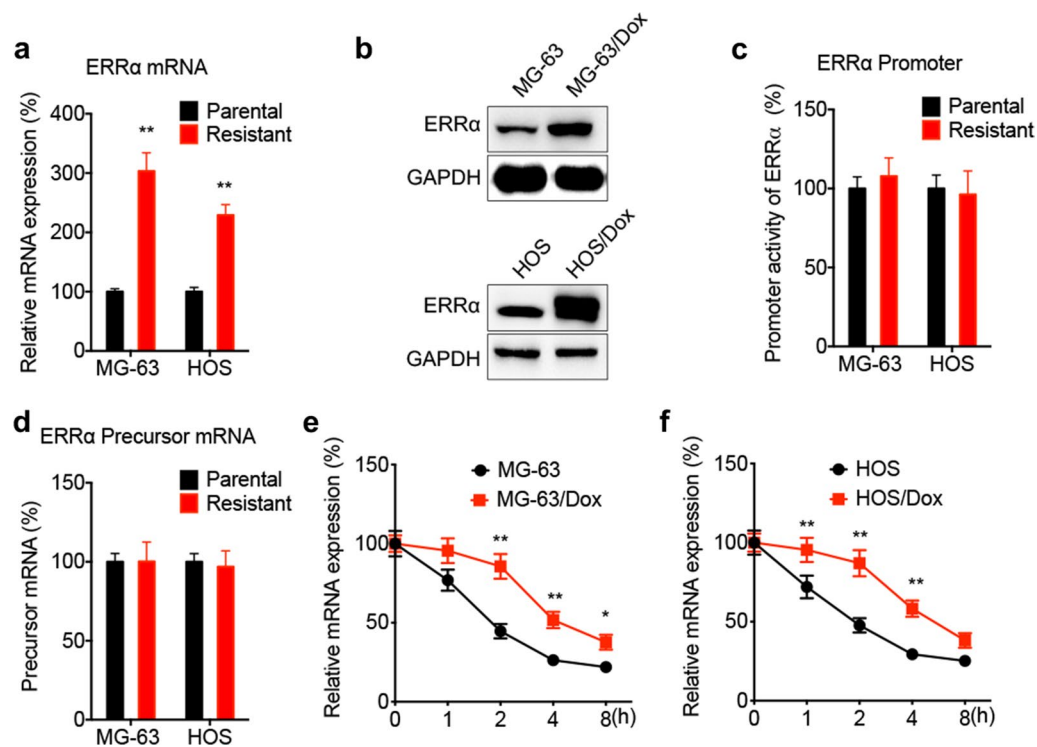 a
ERRα mRNA
Relative mRNA expression (%)
400
300
200
100
0
Parental
Resistant
**
**
MG-63
HOS
b
MG-63
MG-63/Dox
ERRα
GAPDH
HOS
HOS/Dox
ERRα
GAPDH
c
ERRα Promoter
Promoter activity of ERRα (%)
150
100
50
0
Parental
Resistant
MG-63
HOS
d
ERRα Precursor mRNA
Precursor mRNA (%)
150
100
50
0
Parental
Resistant
MG-63
HOS
e
Relative mRNA expression (%)
150
100
50
0
MG-63
MG-63/Dox
**
**
*
0 1 2 4 8(h)
f
Relative mRNA expression (%)
150
100
50
0
HOS
HOS/Dox
**
**
**
0 1 2 4 8(h)